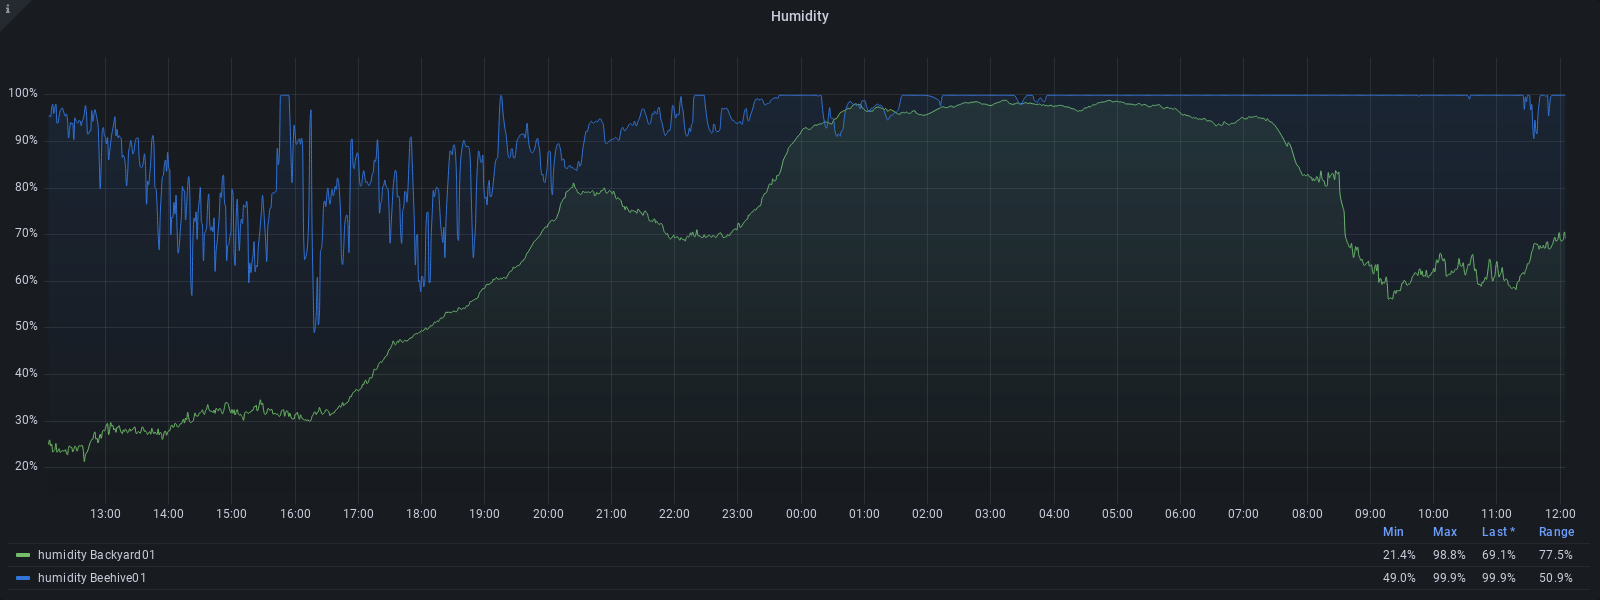 i
Humidity
100%
90%
80%
70%
60%
50%
40%
30%
20%
13:00 14:00 15:00 16:00 17:00 18:00 19:00 20:00 21:00 22:00 23:00 00:00 01:00 02:00 03:00 04:00 05:00 06:00 07:00 08:00 09:00 10:00 11:00 12:00
Min Max Last * Range
humidity Backyard01 21.4% 98.8% 69.1% 77.5%
humidity Beehive01 49.0% 99.9% 99.9% 50.9%